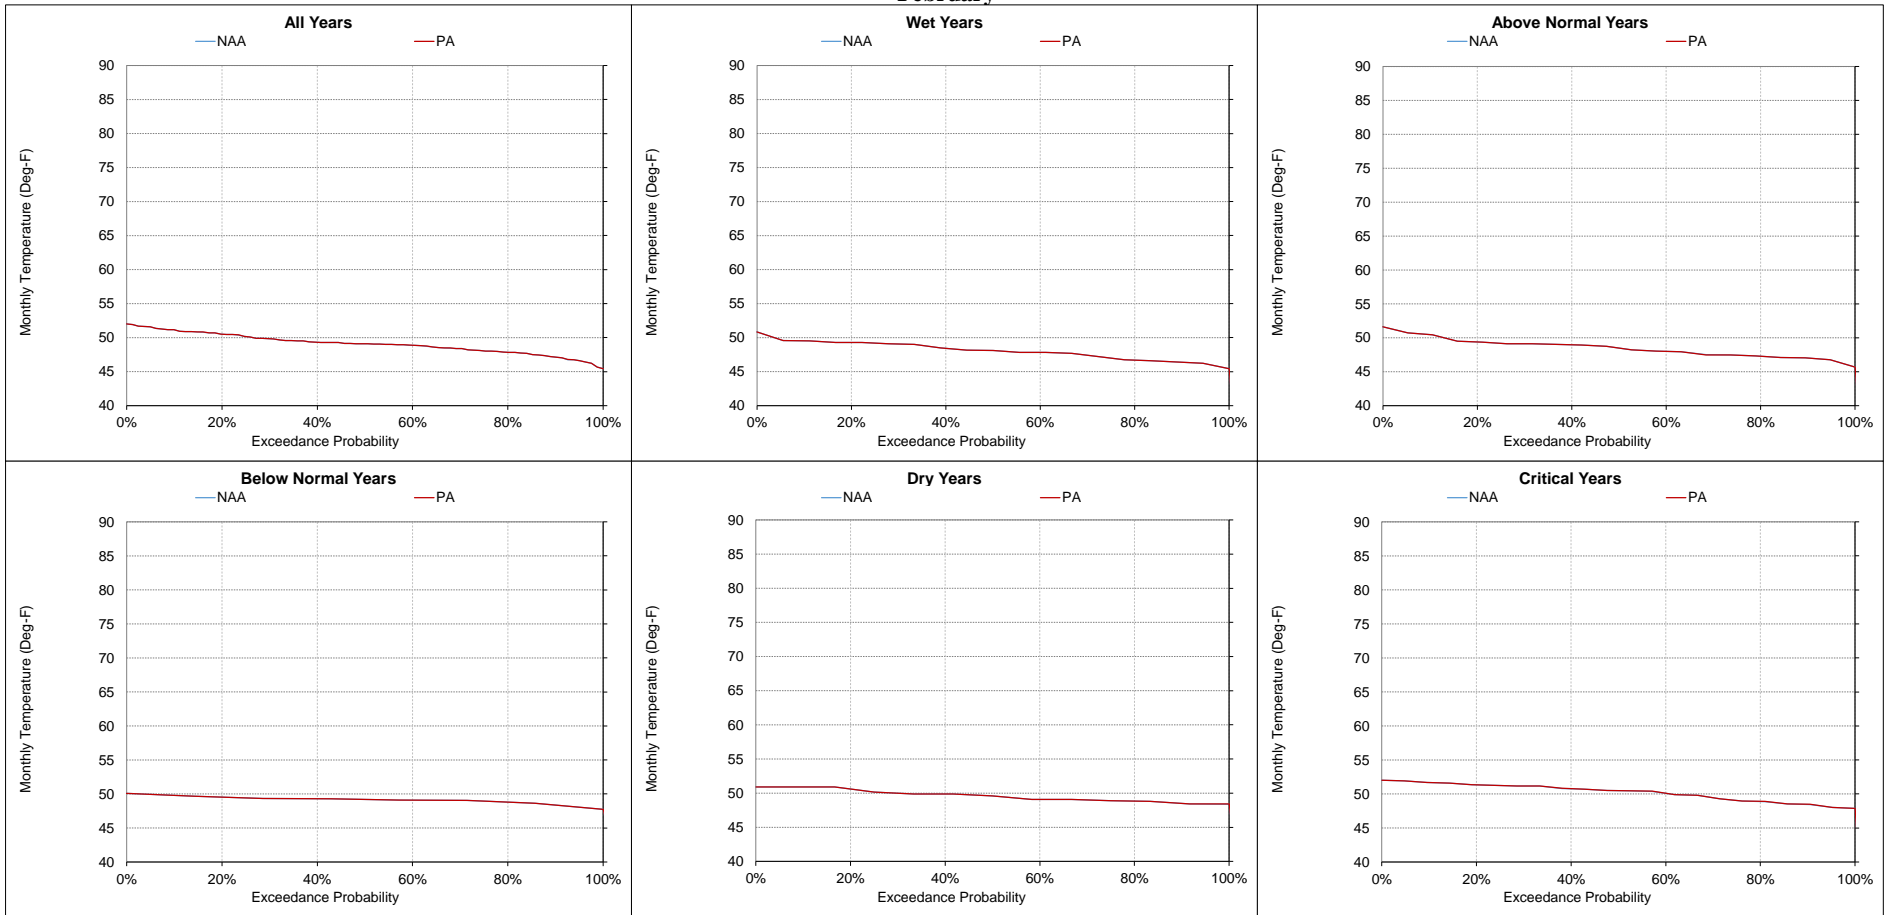 February
All Years
NAA PA
90
85
80
75
70
65
60
55
50
45
40
Monthly Temperature (Deg-F)
0% 20% 40% 60% 80% 100%
Exceedance Probability
Wet Years
NAA PA
90
85
80
75
70
65
60
55
50
45
40
Monthly Temperature (Deg-F)
0% 20% 40% 60% 80% 100%
Exceedance Probability
Above Normal Years
NAA PA
90
85
80
75
70
65
60
55
50
45
40
Monthly Temperature (Deg-F)
0% 20% 40% 60% 80% 100%
Exceedance Probability
Below Normal Years
NAA PA
90
85
80
75
70
65
60
55
50
45
40
Monthly Temperature (Deg-F)
0% 20% 40% 60% 80% 100%
Exceedance Probability
Dry Years
NAA PA
90
85
80
75
70
65
60
55
50
45
40
Monthly Temperature (Deg-F)
0% 20% 40% 60% 80% 100%
Exceedance Probability
Critical Years
NAA PA
90
85
80
75
70
65
60
55
50
45
40
Monthly Temperature (Deg-F)
0% 20% 40% 60% 80% 100%
Exceedance Probability